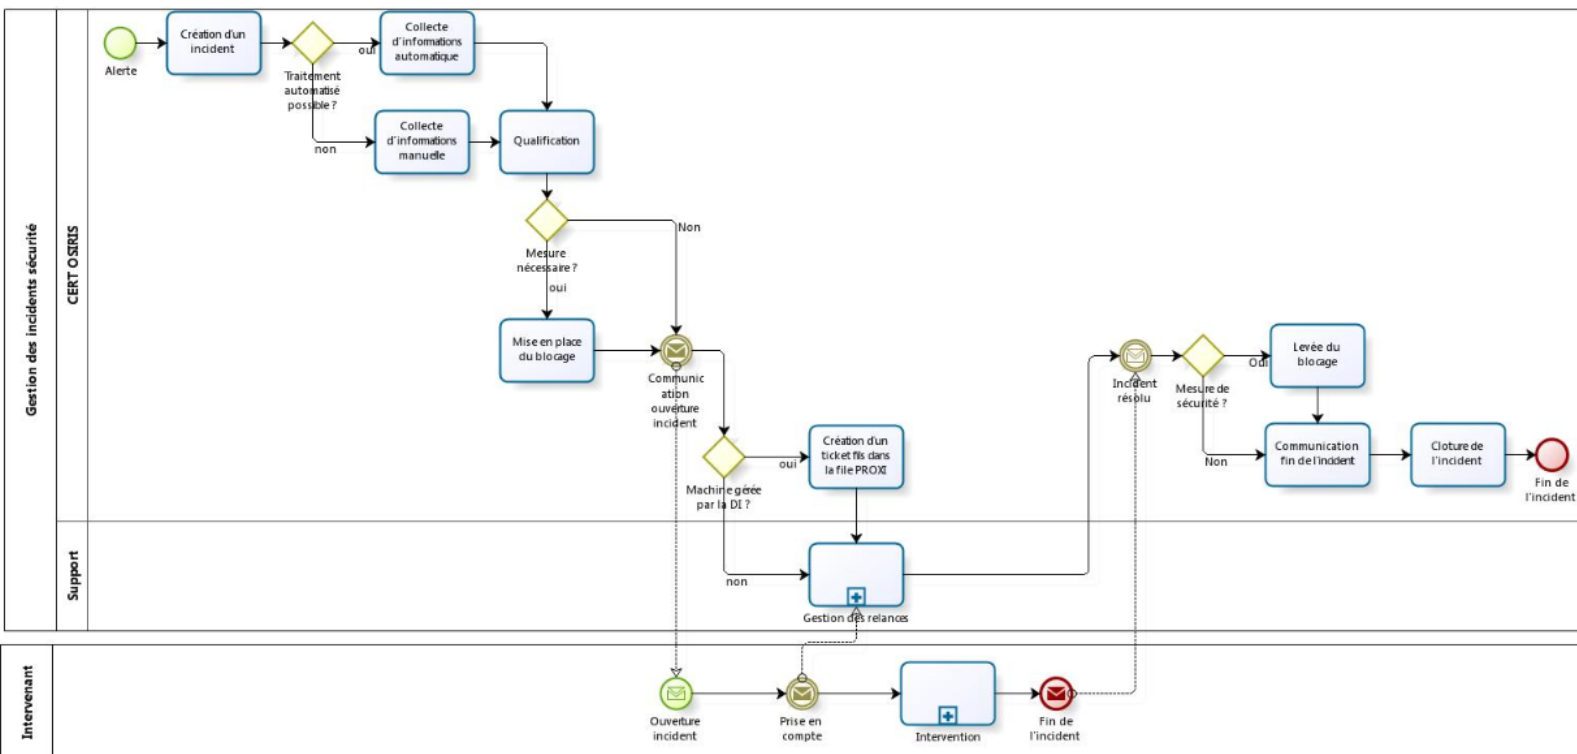 Gestion des incidents sécurité
CERT OSIRIS
Alerte
Création d'un
incident
Traitement
automatisé
possible ?
oui
non
Collecte
d'informations
automatique
Collecte
d'informations
manuelle
Qualification
Mesure
nécessaire ?
Non
oui
Mise en place
du blocage
Communic
ation
ouverture
incident
Machine gérée
par la DI ?
oui
non
Création d'un
ticket fils dans
la file PROXI
Incident
résolu
Mesure de
sécurité ?
Oui
Non
Levée du
blocage
Communication
fin de l'incident
Cloture de
l'incident
Fin de
l'incident
Support
Gestion des relances
Intervenant
Ouverture
incident
Prise en
compte
Intervention
Fin de
l'incident